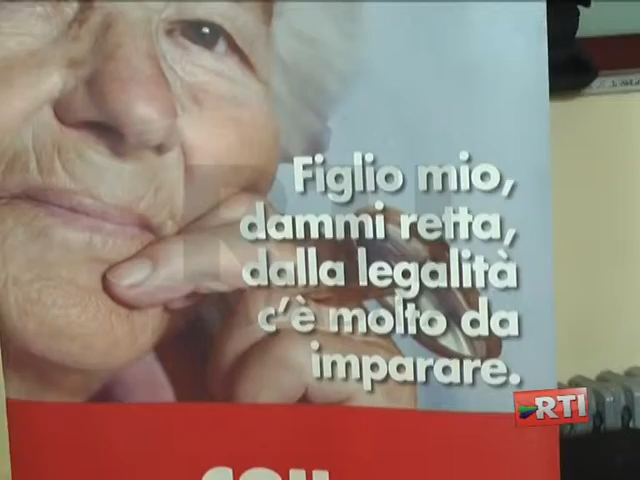 Figlio mio,
dammi retta,
dalla legalità
c'è molto da
imparare.
RTI